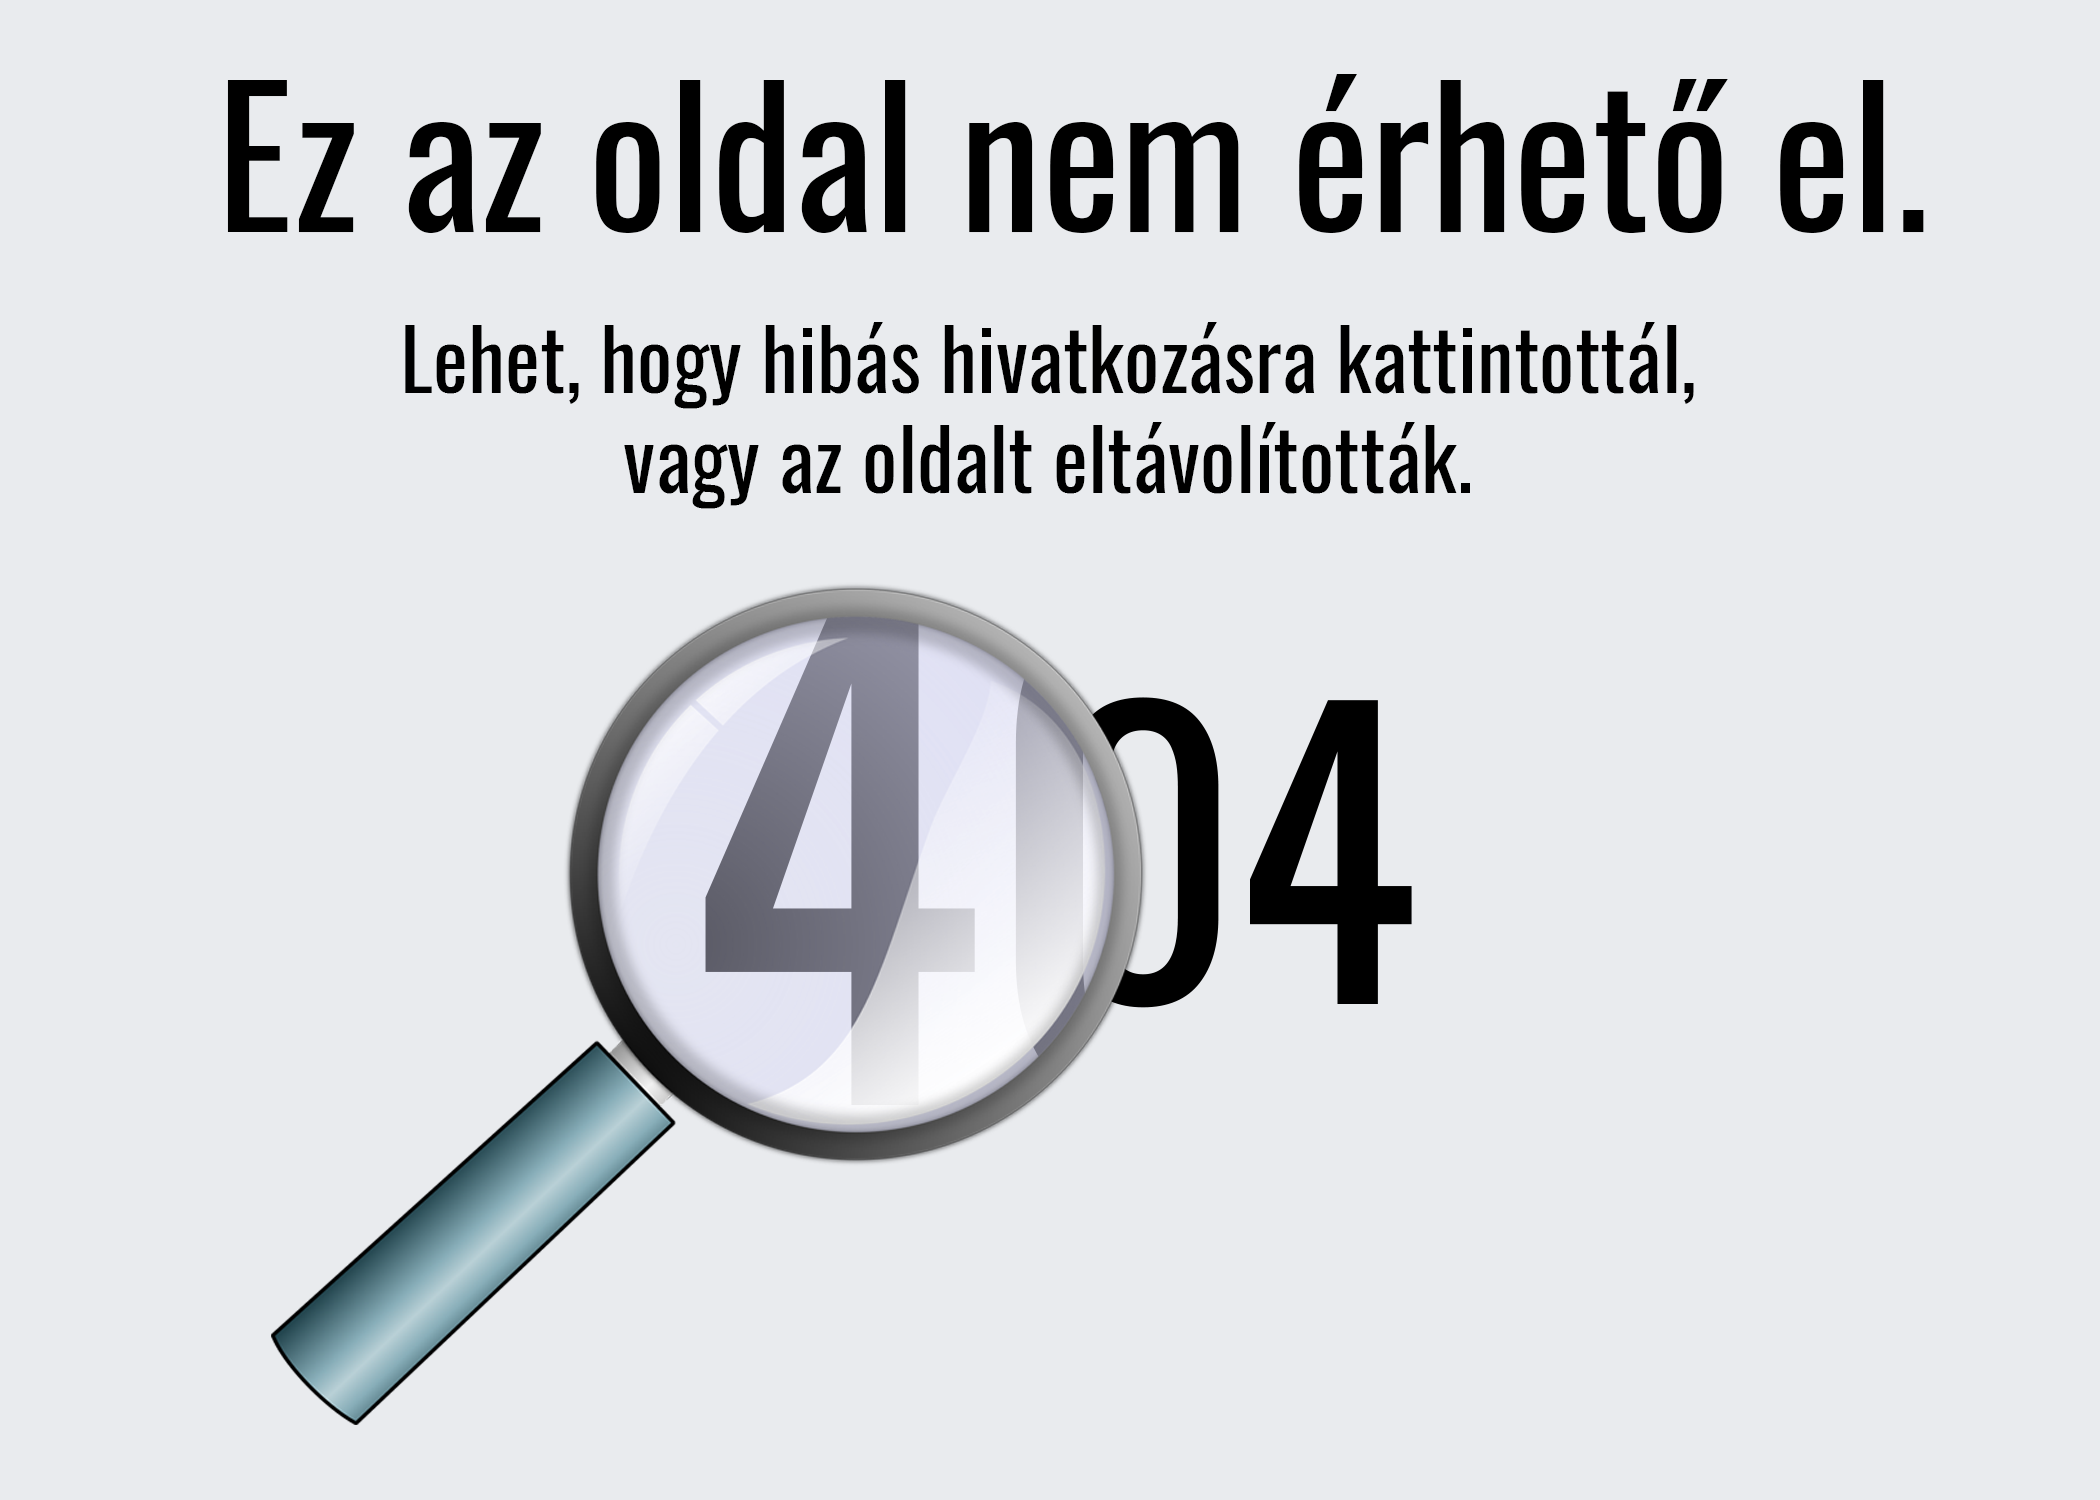 Ez az oldal nem érhető el.
Lehet, hogy hibás hivatkozásra kattintottál,
vagy az oldalt eltávolították.
404